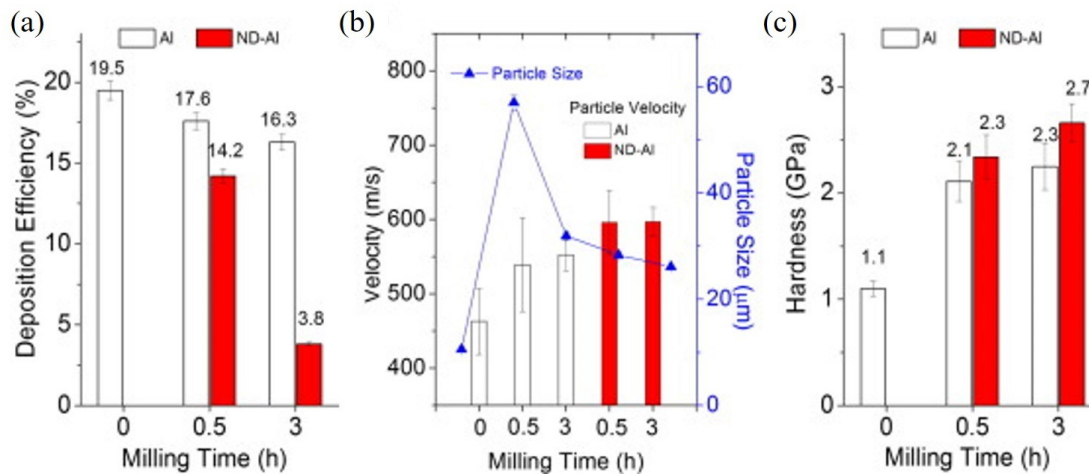 (a)
Al ND-Al
Deposition Efficiency (%)
20
15
10
5
0
19.5
17.6
14.2
16.3
3.8
0 0.5 3
Milling Time (h)
(b)
Particle Size
Particle Velocity
Al
ND-Al
Velocity (m/s)
800
700
600
500
400
Particle Size (μm)
60
40
20
0
0 0.5 3 0.5 3
Milling Time (h)
(c)
Al ND-Al
Hardness (GPa)
3
2
1
0
1.1
2.1
2.3
2.3
2.7
0 0.5 3
Milling Time (h)